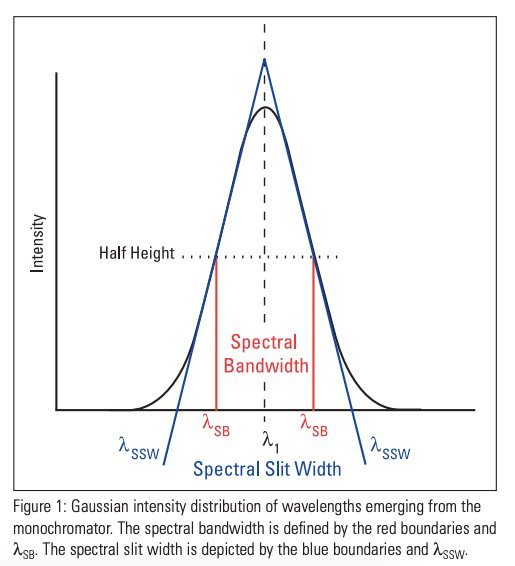 Intensity
Half Height
Spectral
Bandwidth
λSB
λSB
λ1
λSSW
λSSW
Spectral Slit Width
Figure 1: Gaussian intensity distribution of wavelengths emerging from the
monochromator. The spectral bandwidth is defined by the red boundaries and
λSB. The spectral slit width is depicted by the blue boundaries and λSSW.